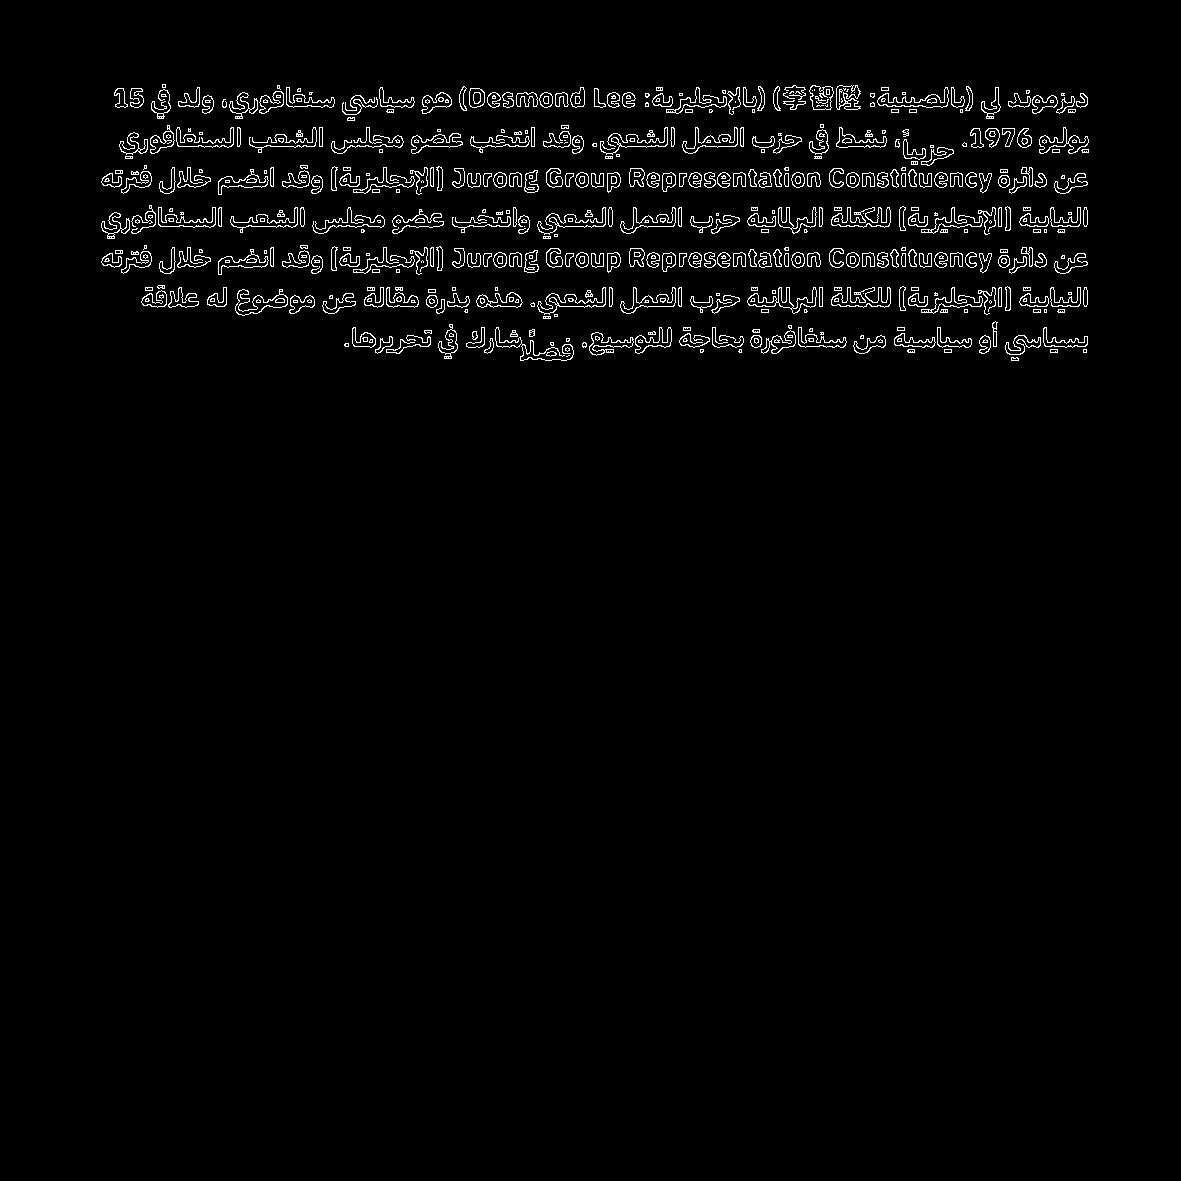 ديزموند لي (بالصينية: 李智陞) (بالإنجليزية: Desmond Lee) هو سياسي سنغافوري، ولد في 15
يوليو 1976. حزبياً، نشط في حزب العمل الشعبي. وقد انتخب عضو مجلس الشعب السنغافوري
عن دائرة Jurong Group Representation Constituency (الإنجليزية) وقد انضم خلال فترته
النيابية (الإنجليزية) للكتلة البرلمانية حزب العمل الشعبي وانتخب عضو مجلس الشعب السنغافوري
عن دائرة Jurong Group Representation Constituency (الإنجليزية) وقد انضم خلال فترته
النيابية (الإنجليزية) للكتلة البرلمانية حزب العمل الشعبي. هذه بذرة مقالة عن موضوع له علاقة
بسياسي أو سياسية من سنغافورة بحاجة للتوسيع. فضلًا شارك في تحريرها.